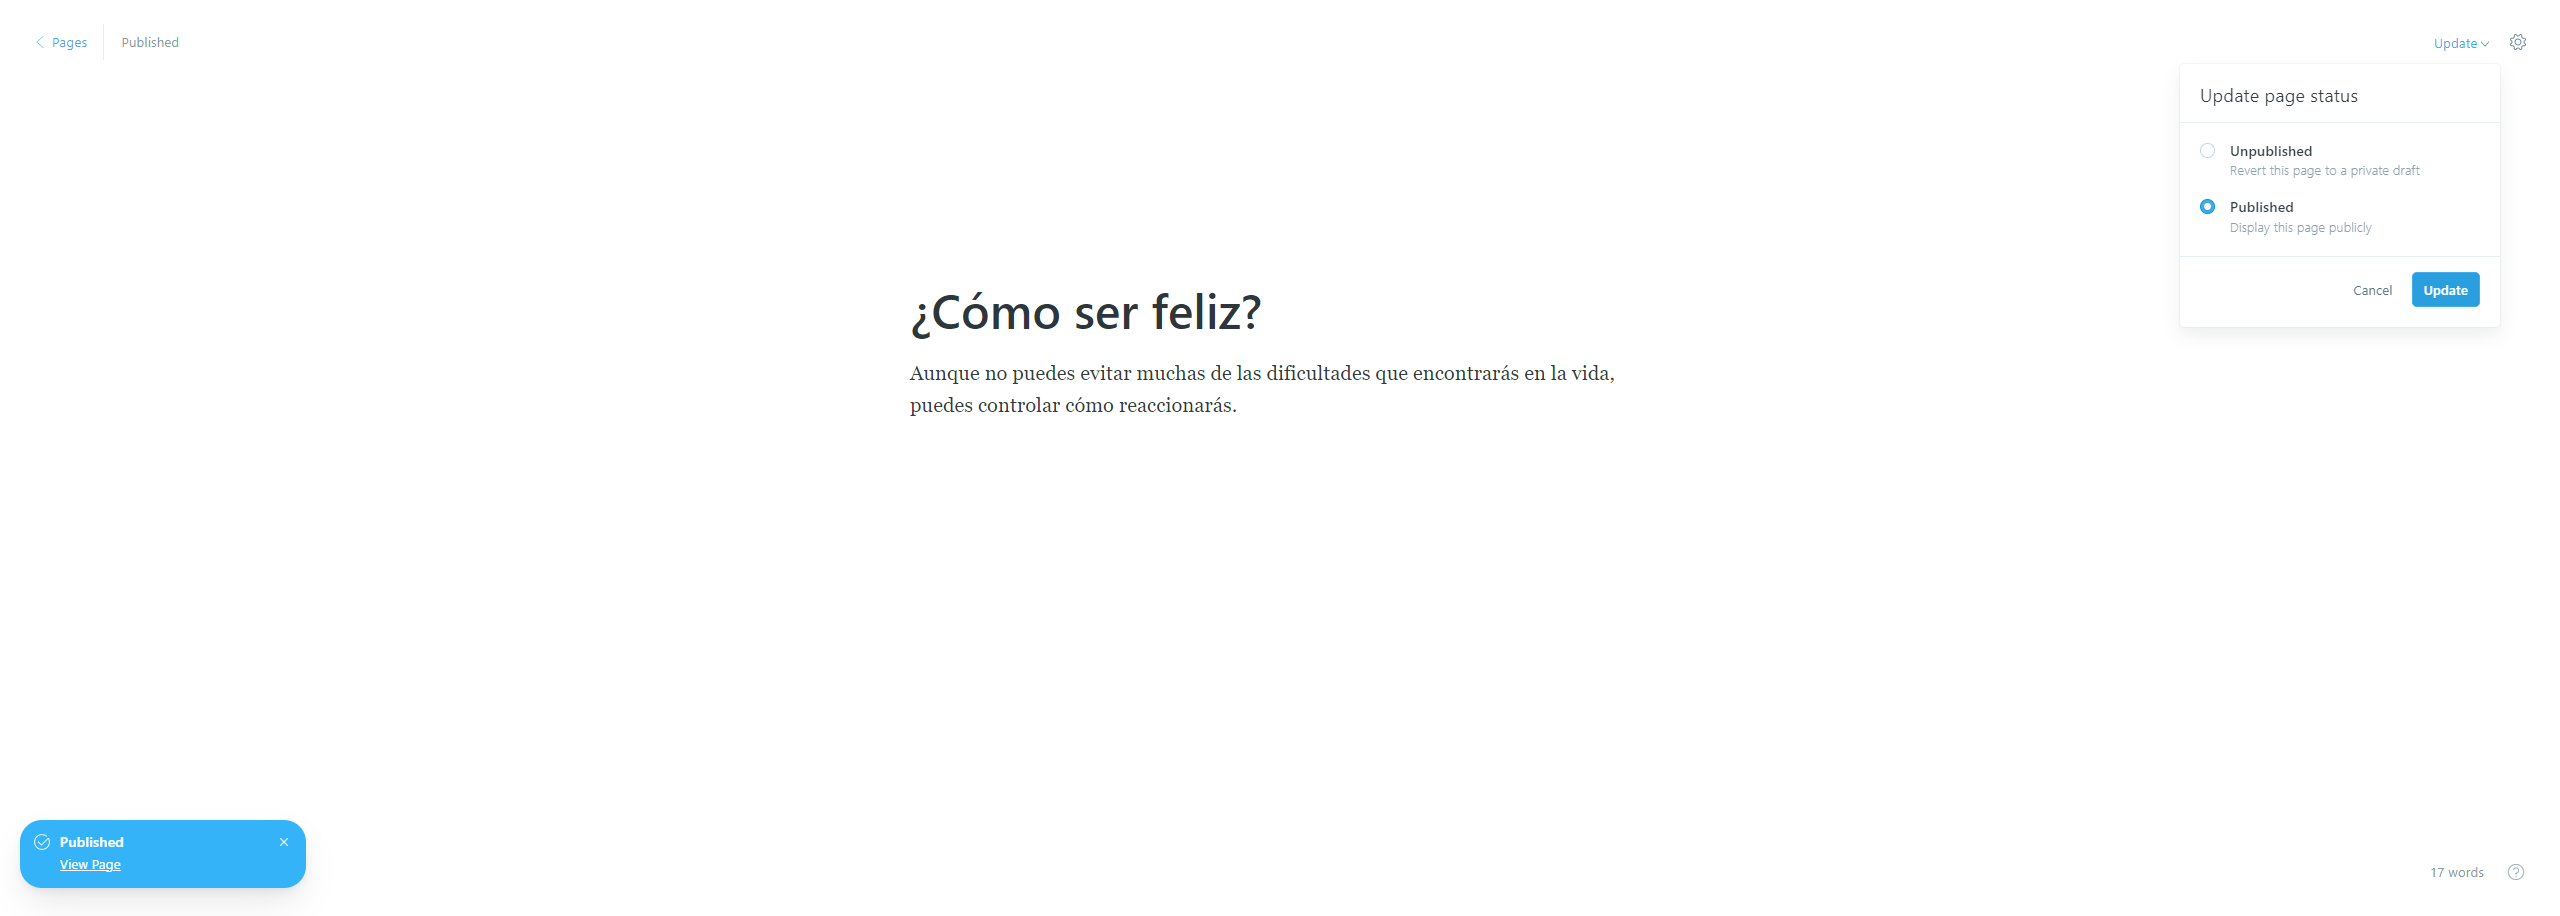 Pages
Published
Update
Update page status
Unpublished
Revert this page to a private draft
Published
Display this page publicly
Cancel
Update
¿Cómo ser feliz?
Aunque no puedes evitar muchas de las dificultades que encontrarás en la vida,
puedes controlar cómo reaccionarás.
Published
View Page
17 words